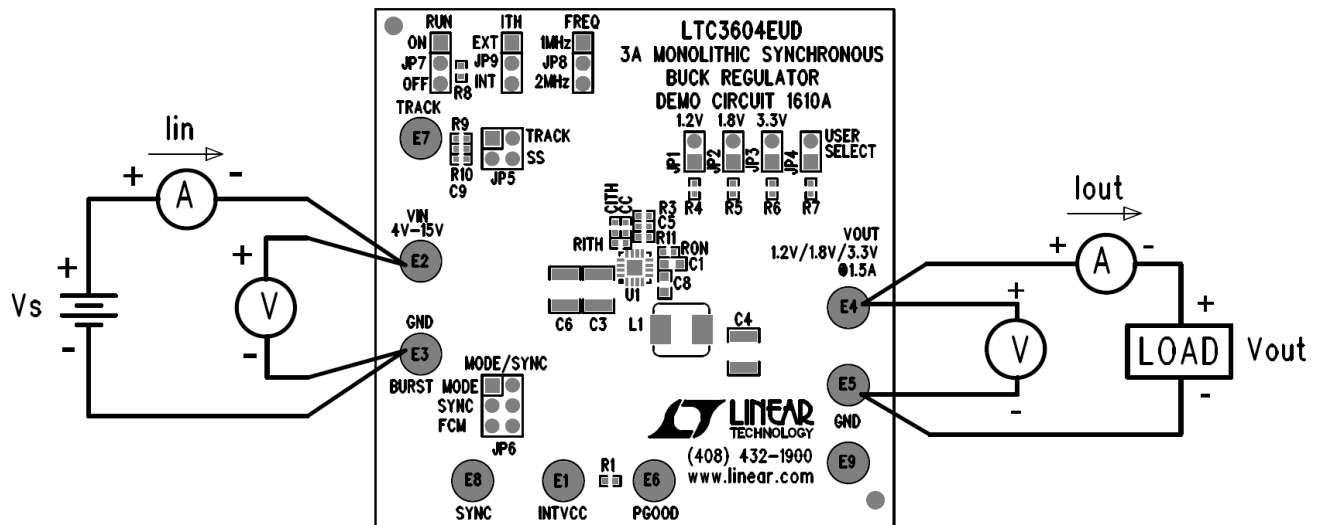 LTC3604EUD
3A MONOLITHIC SYNCHRONOUS
BUCK REGULATOR
DEMO CIRCUIT 1610A
RUN
ON
JP7
OFF
R8
ITH
EXT
JP9
INT
FREQ
1MHz
JP8
2MHz
1.2V 1.8V 3.3V
USER
SELECT
JP1 JP2 JP3 JP4
R4 R5 R6 R7
TRACK
E7
R9
R10
C9
TRACK
SS
JP5
Iin
+ A -
VIN
4V-15V
E2
+
V
-
+
Vs
-
GND
E3
BURST
MODE/SYNC
MODE
SYNC
FCM
JP6
CITH
CC
R3
C5
R11
RITH
RON
C1
C8
U1
C6 C3 L1 C4
VOUT
1.2V/1.8V/3.3V
@1.5A
E4
Iout
+ A -
+
V
-
+
LOAD
Vout
-
E5
GND
E9
LT LINEAR
TECHNOLOGY
(408) 432-1900
www.linear.com
E8
SYNC
E1
INTVCC
R1
E6
PGOOD